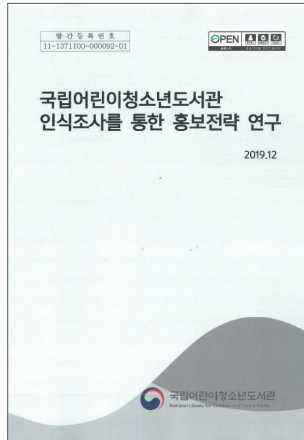 발간등록번호
11-1371100-000092-01
OPEN
국립어린이청소년도서관
인식조사를 통한 홍보전략 연구
2019.12
국립어린이청소년도서관
National Library for Children and Young Adults